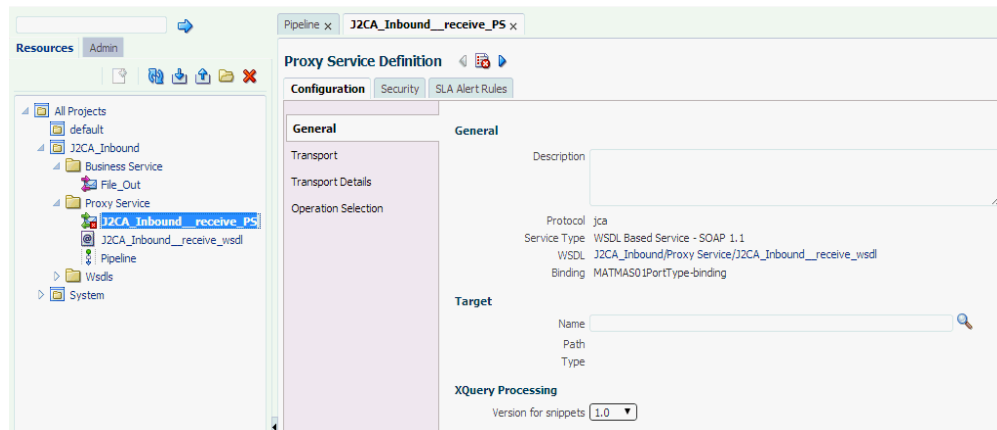 Pipeline x J2CA_Inbound__receive_PS x
Resources Admin
Proxy Service Definition
Configuration Security SLA Alert Rules
All Projects
default
J2CA_Inbound
Business Service
File_Out
Proxy Service
J2CA_Inbound__receive_PS
J2CA_Inbound__receive_wsdl
Pipeline
Wsdls
System
General
Transport
Transport Details
Operation Selection
General
Description
Protocol jca
Service Type WSDL Based Service - SOAP 1.1
WSDL J2CA_Inbound/Proxy Service/J2CA_Inbound__receive_wsdl
Binding MATMAS01PortType-binding
Target
Name
Path
Type
XQuery Processing
Version for snippets 1.0